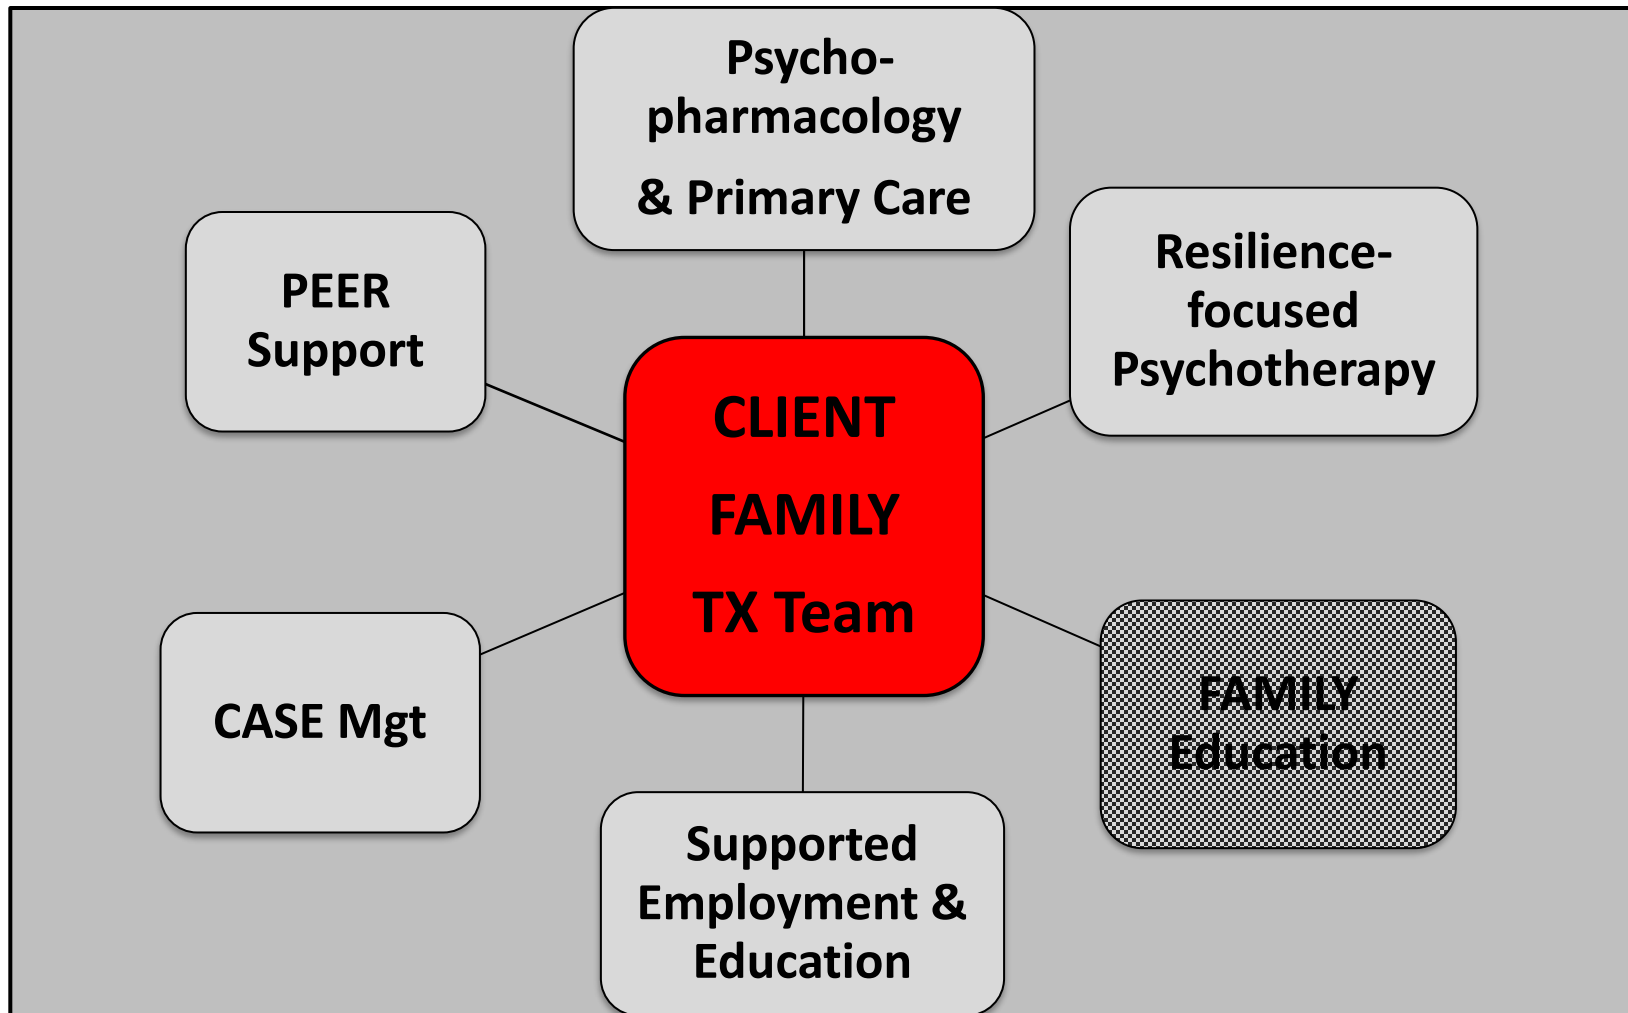 Psycho-
pharmacology
& Primary Care
PEER
Support
Resilience-
focused
Psychotherapy
CLIENT
FAMILY
TX Team
CASE Mgt
FAMILY
Education
Supported
Employment &
Education